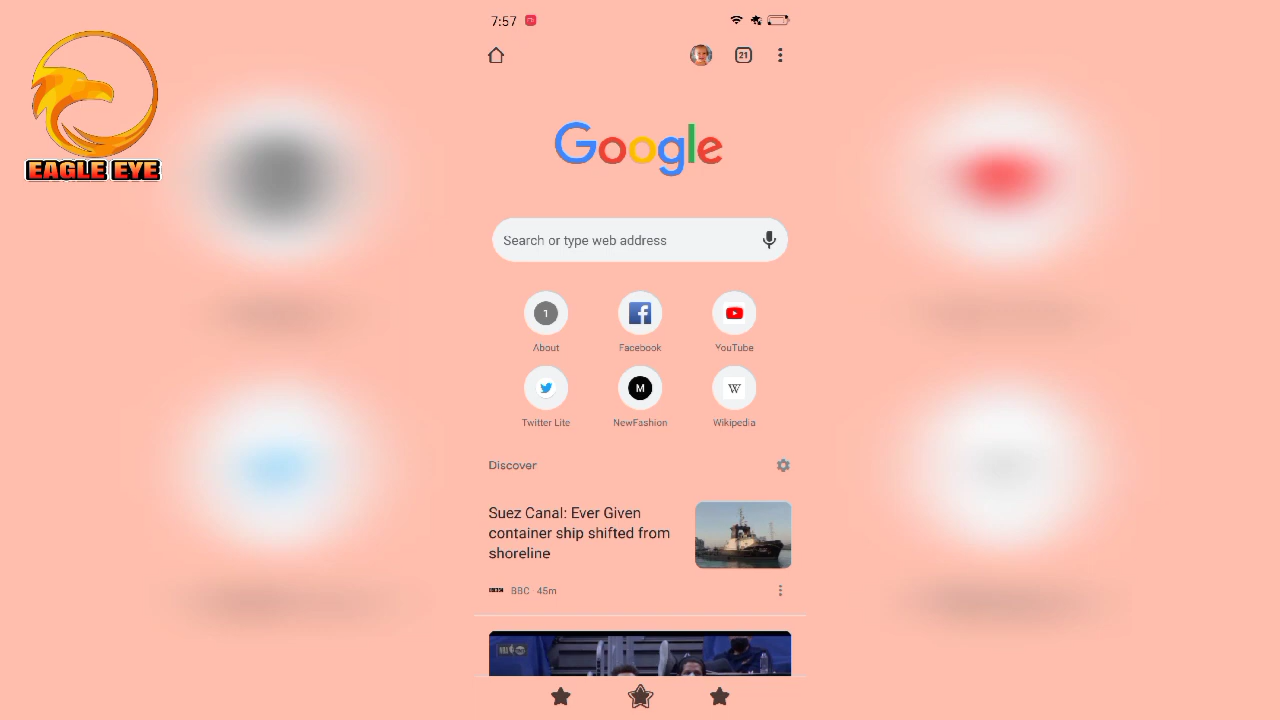 EAGLE EYE
7:57
21
Google
Search or type web address
1
About
Facebook
YouTube
M
W
Twitter Lite
NewFashion
Wikipedia
Discover
Suez Canal: Ever Given
container ship shifted from
shoreline
BBC BBC 45m